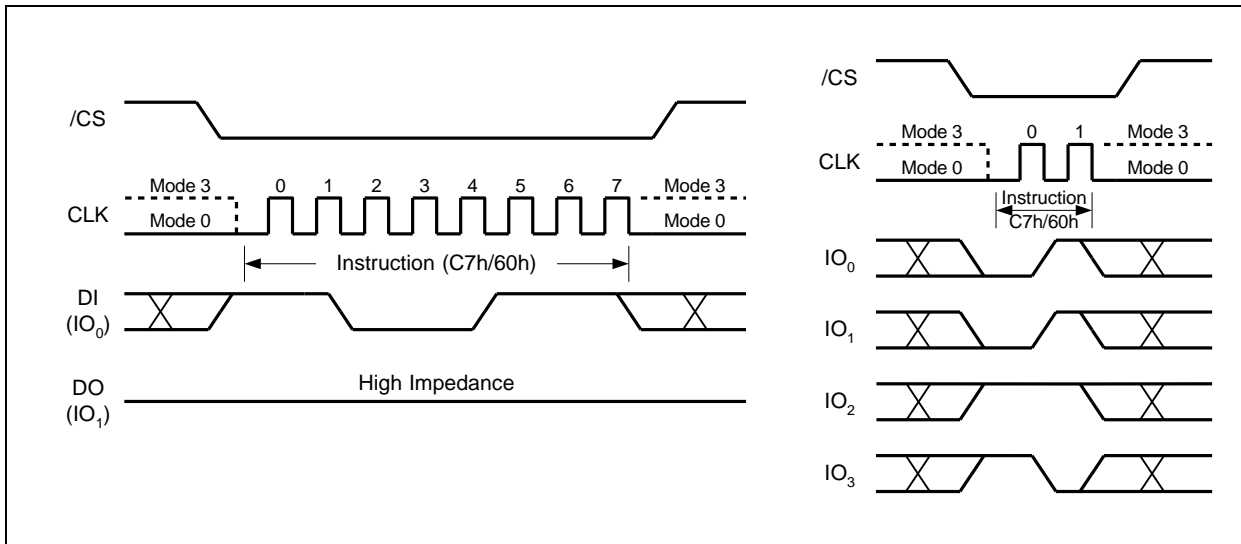 /CS
Mode 3 0 1 2 3 4 5 6 7 Mode 3
CLK
Mode 0 Mode 0
Instruction (C7h/60h)
DI
(IO0)
High Impedance
DO
(IO1)
/CS
Mode 3 0 1 Mode 3
CLK
Mode 0 Mode 0
Instruction
C7h/60h
IO0
IO1
IO2
IO3